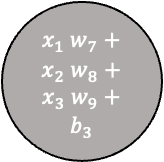 x₁ w₇ +
x₂ w₈ +
x₃ w₉ +
b₃